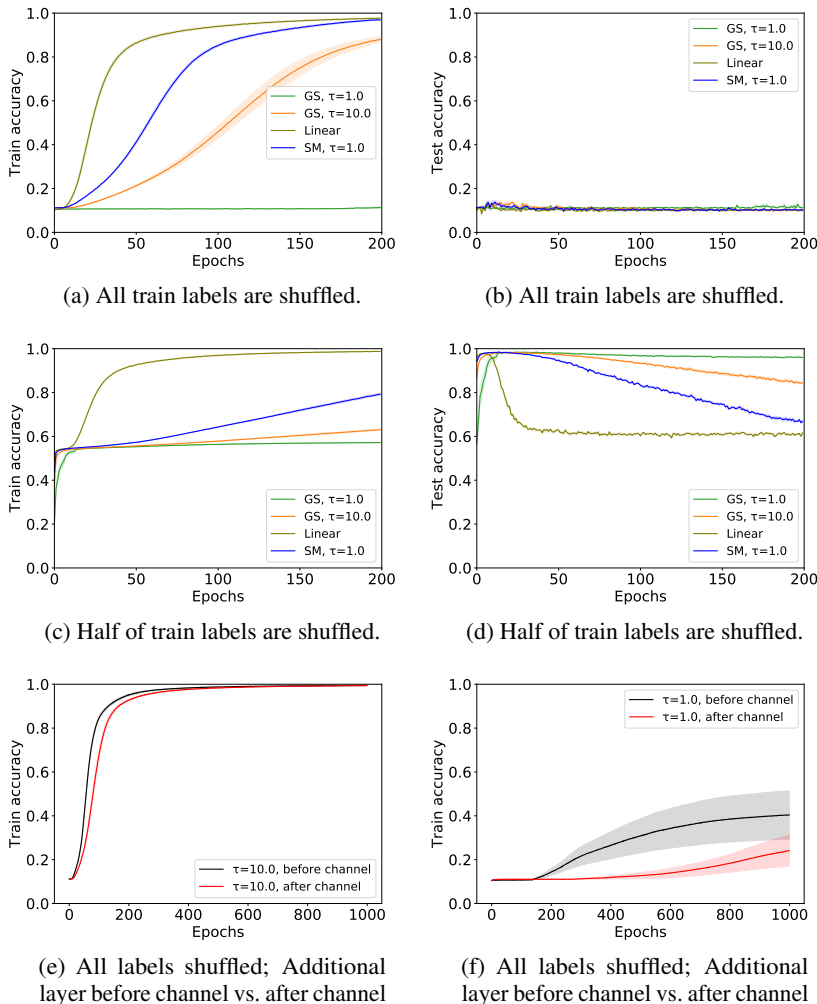 1.0
0.8
0.6
0.4
0.2
0.0
Train accuracy
0
50
100
150
200
Epochs
GS, τ=1.0
GS, τ=10.0
Linear
SM, τ=1.0
(a) All train labels are shuffled.
1.0
0.8
0.6
0.4
0.2
0.0
Test accuracy
0
50
100
150
200
Epochs
GS, τ=1.0
GS, τ=10.0
Linear
SM, τ=1.0
(b) All train labels are shuffled.
1.0
0.8
0.6
0.4
0.2
0.0
Train accuracy
0
50
100
150
200
Epochs
GS, τ=1.0
GS, τ=10.0
Linear
SM, τ=1.0
(c) Half of train labels are shuffled.
1.0
0.8
0.6
0.4
0.2
0.0
Test accuracy
0
50
100
150
200
Epochs
GS, τ=1.0
GS, τ=10.0
Linear
SM, τ=1.0
(d) Half of train labels are shuffled.
1.0
0.8
0.6
0.4
0.2
0.0
Train accuracy
0
200
400
600
800
1000
Epochs
τ=10.0, before channel
τ=10.0, after channel
(e) All labels shuffled; Additional
layer before channel vs. after channel
1.0
0.8
0.6
0.4
0.2
0.0
Train accuracy
0
200
400
600
800
1000
Epochs
τ=1.0, before channel
τ=1.0, after channel
(f) All labels shuffled; Additional
layer before channel vs. after channel